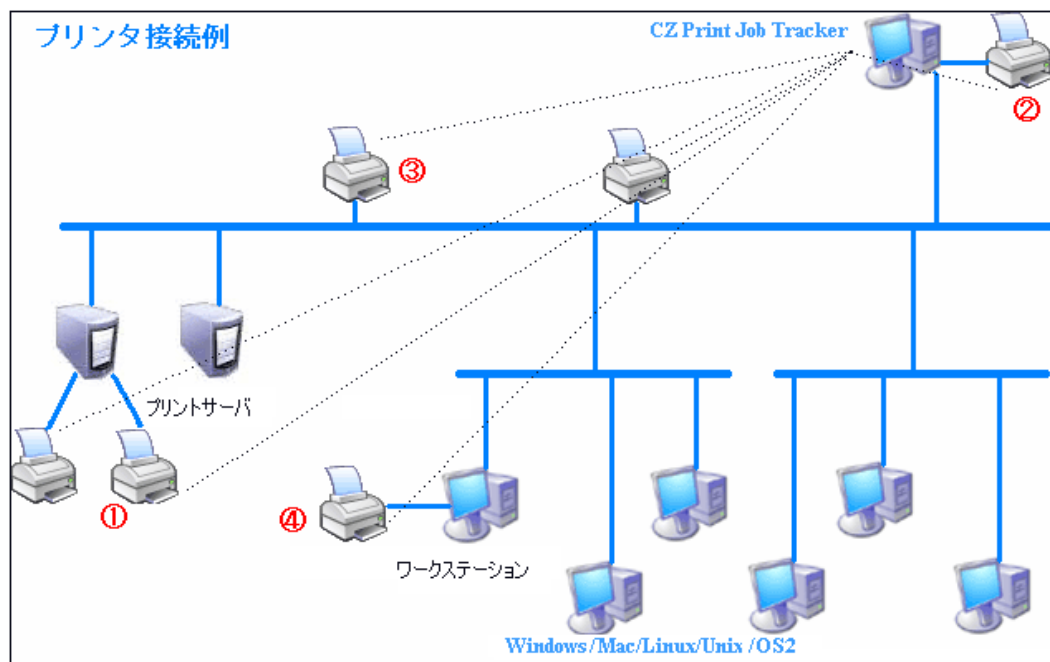 プリンタ接続例
CZ Print Job Tracker
②
③
プリントサーバ
①
④
ワークステーション
Windows/Mac/Linux/Unix /OS2